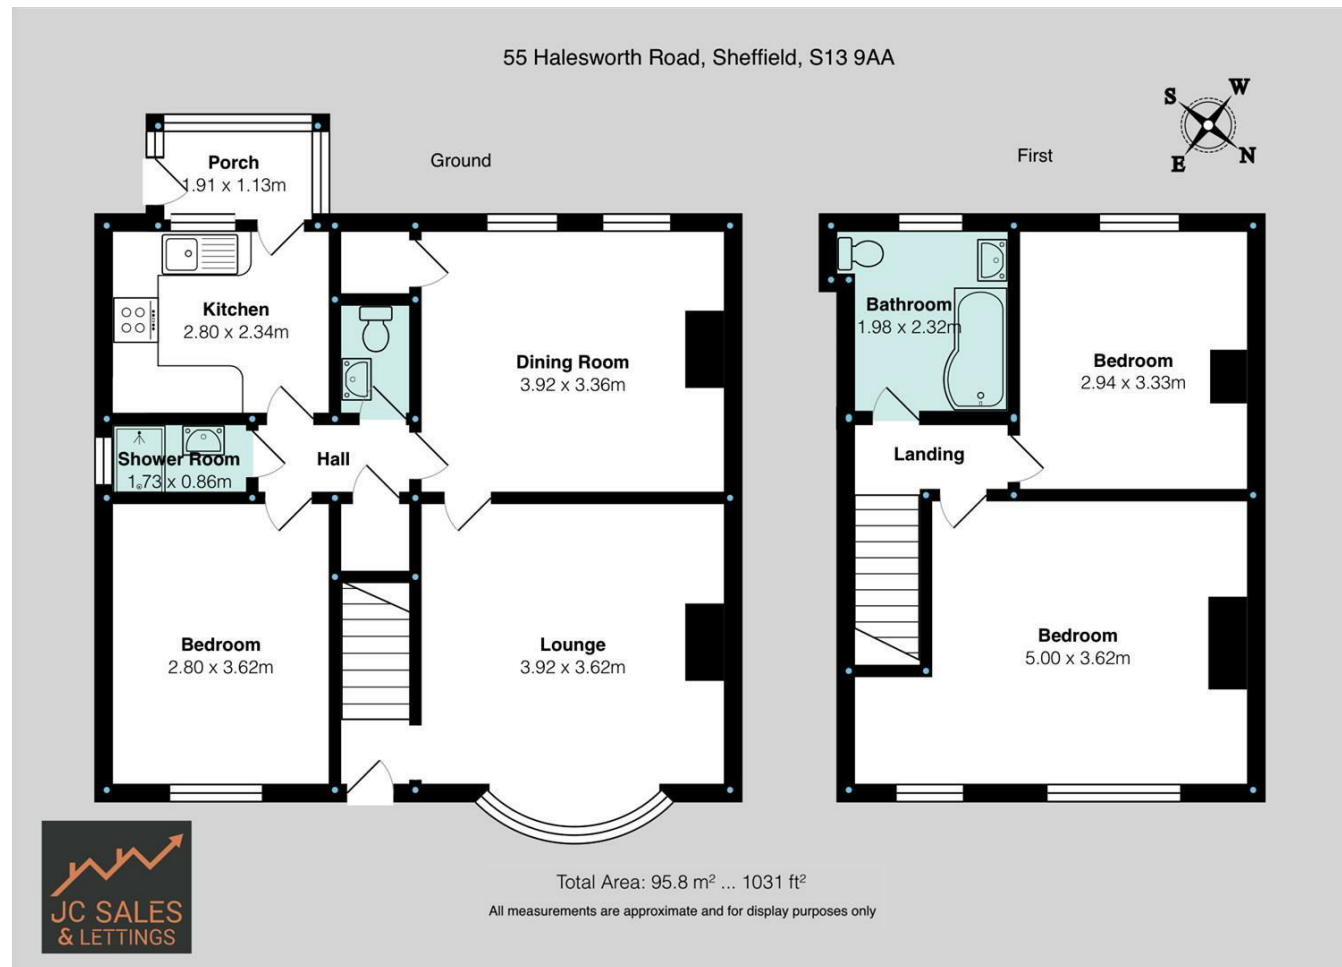 55 Halesworth Road, Sheffield, S13 9AA
S
W
E
N
Ground
First
Porch
1.91 x 1.13m
Kitchen
2.80 x 2.34m
Dining Room
3.92 x 3.36m
Bathroom
1.98 x 2.32m
Bedroom
2.94 x 3.33m
Shower Room
1.73 x 0.86m
Hall
Landing
Bedroom
2.80 x 3.62m
Lounge
3.92 x 3.62m
Bedroom
5.00 x 3.62m
JC SALES
& LETTINGS
Total Area: 95.8 m² ... 1031 ft²
All measurements are approximate and for display purposes only